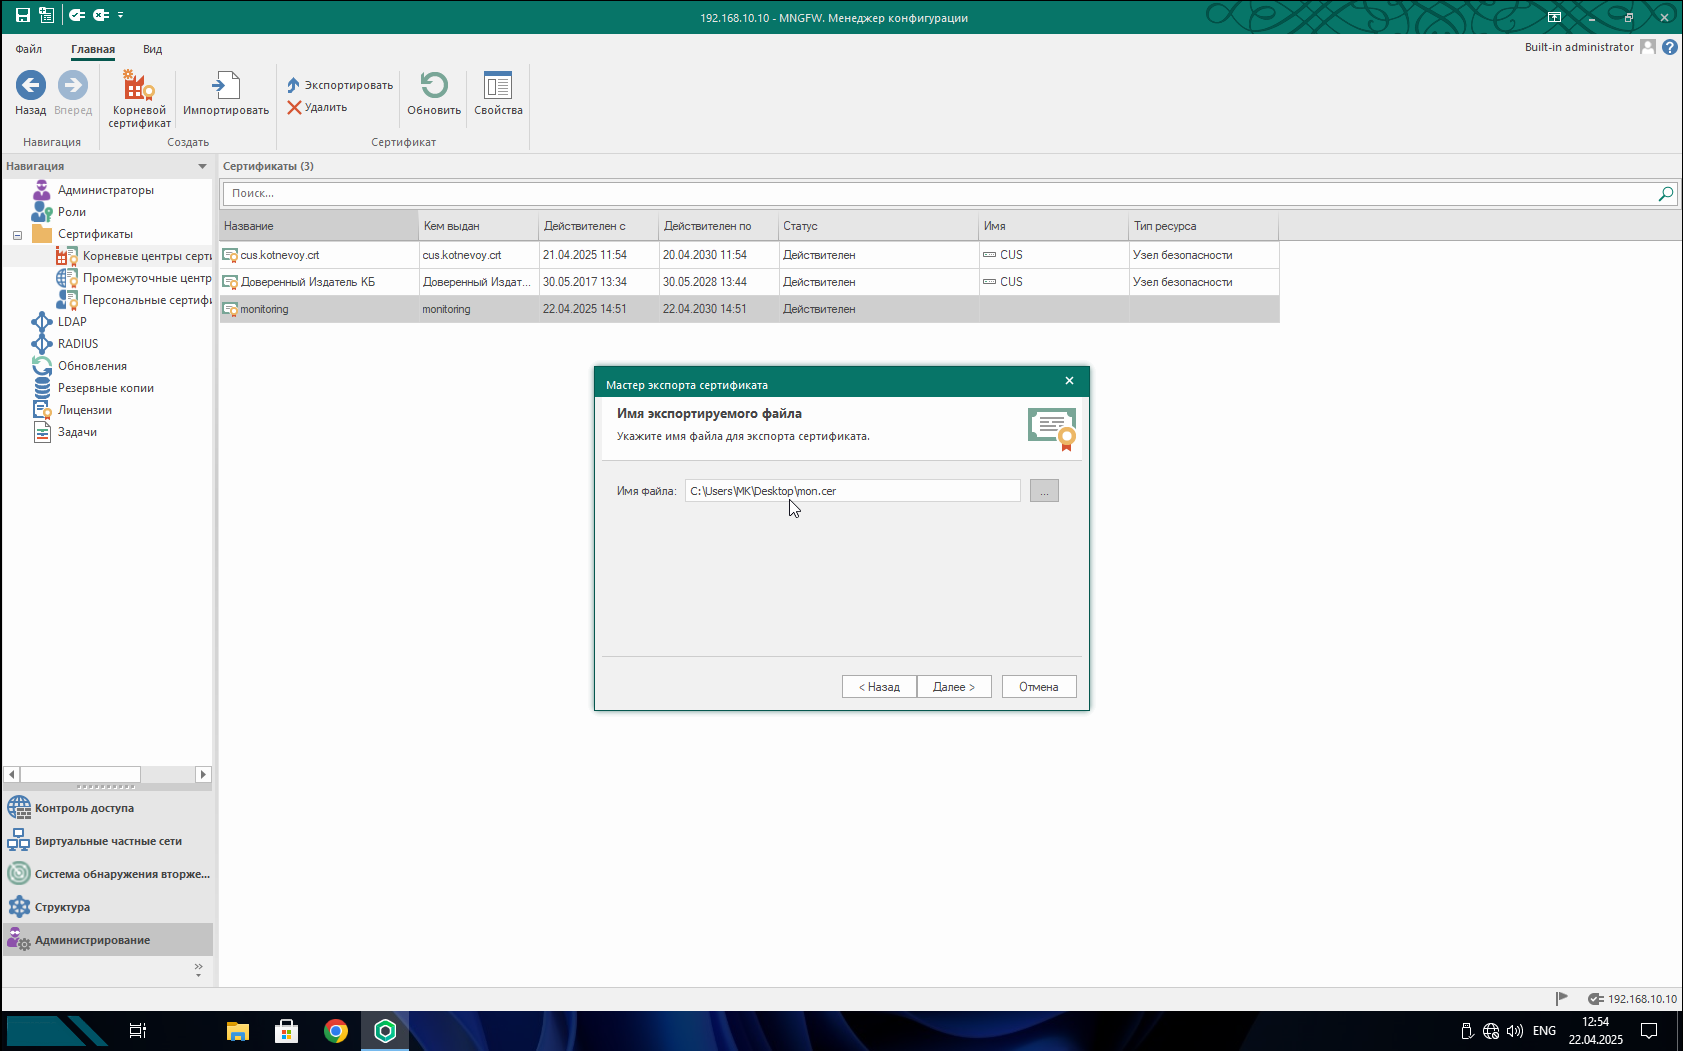 192.168.10.10 - MNGFW. Менеджер конфигурации
Файл
Главная
Вид
Built-in administrator
Назад
Вперед
Корневой
сертификат
Импортировать
Экспортировать
Удалить
Обновить
Свойства
Навигация
Создать
Сертификат
Навигация
Администраторы
Роли
Сертификаты
Корневые центры серти
Промежуточные центр
Персональные сертифи
LDAP
RADIUS
Обновления
Резервные копии
Лицензии
Задачи
Контроль доступа
Виртуальные частные сети
Система обнаружения вторже...
Структура
Администрирование
Сертификаты (3)
Поиск...
Название Кем выдан Действителен с Действителен по Статус Имя Тип ресурса
cus.kotnevoy.crt cus.kotnevoy.crt 21.04.2025 11:54 20.04.2030 11:54 Действителен CUS Узел безопасности
Доверенный Издатель КБ Доверенный Издат... 30.05.2017 13:34 30.05.2028 13:44 Действителен CUS Узел безопасности
monitoring monitoring 22.04.2025 14:51 22.04.2030 14:51 Действителен
Мастер экспорта сертификата
Имя экспортируемого файла
Укажите имя файла для экспорта сертификата.
Имя файла: C:\Users\MK\Desktop\mon.cer ...
< Назад Далее > Отмена
192.168.10.10
ENG
12:54
22.04.2025